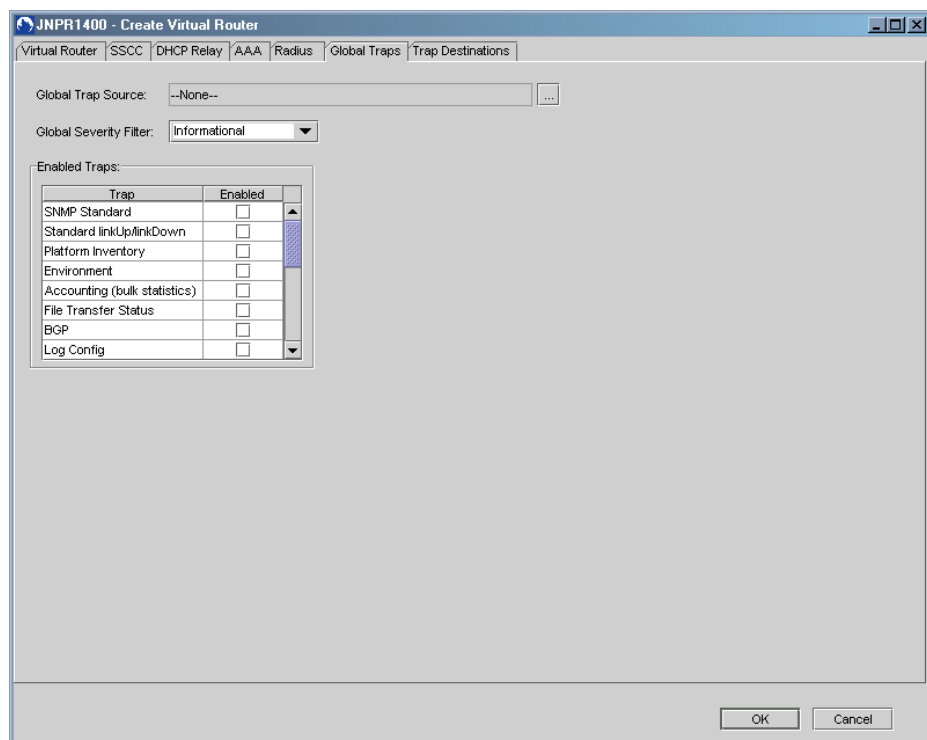 JNPR1400 - Create Virtual Router
Virtual Router SSCC DHCP Relay AAA Radius Global Traps Trap Destinations
Global Trap Source: --None-- ...
Global Severity Filter: Informational
Enabled Traps:
Trap Enabled
SNMP Standard
Standard linkUp/linkDown
Platform Inventory
Environment
Accounting (bulk statistics)
File Transfer Status
BGP
Log Config
OK Cancel